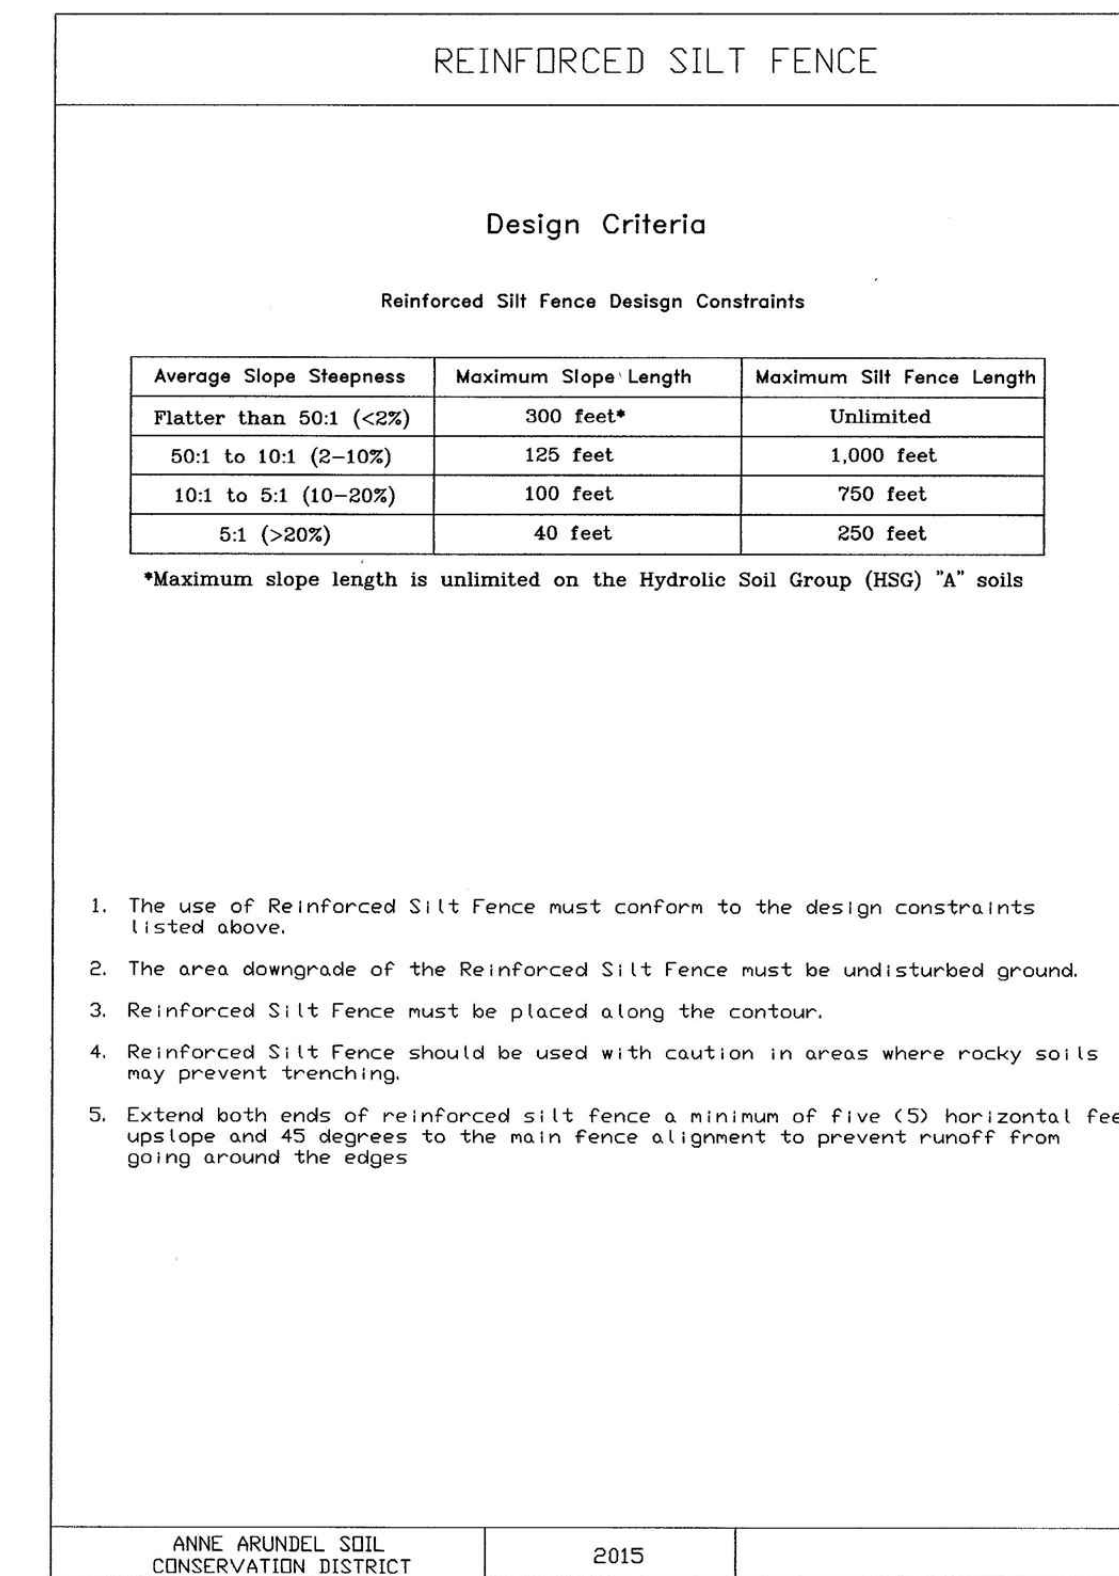 REINFORCED SILT FENCE
Design Criteria
Reinforced Silt Fence Desisgn Constraints
Average Slope Steepness Maximum Slope Length Maximum Silt Fence Length
Flatter than 50:1 (<2%) 300 feet* Unlimited
50:1 to 10:1 (2-10%) 125 feet 1,000 feet
10:1 to 5:1 (10-20%) 100 feet 750 feet
5:1 (>20%) 40 feet 250 feet
*Maximum slope length is unlimited on the Hydrolic Soil Group (HSG) "A" soils
1. The use of Reinforced Silt Fence must conform to the design constraints
listed above.
2. The area downgrade of the Reinforced Silt Fence must be undisturbed ground.
3. Reinforced Silt Fence must be placed along the contour.
4. Reinforced Silt Fence should be used with caution in areas where rocky soils
may prevent trenching.
5. Extend both ends of reinforced silt fence a minimum of five (5) horizontal fee
upslope and 45 degrees to the main fence alignment to prevent runoff from
going around the edges
ANNE ARUNDEL SOIL
CONSERVATION DISTRICT
2015